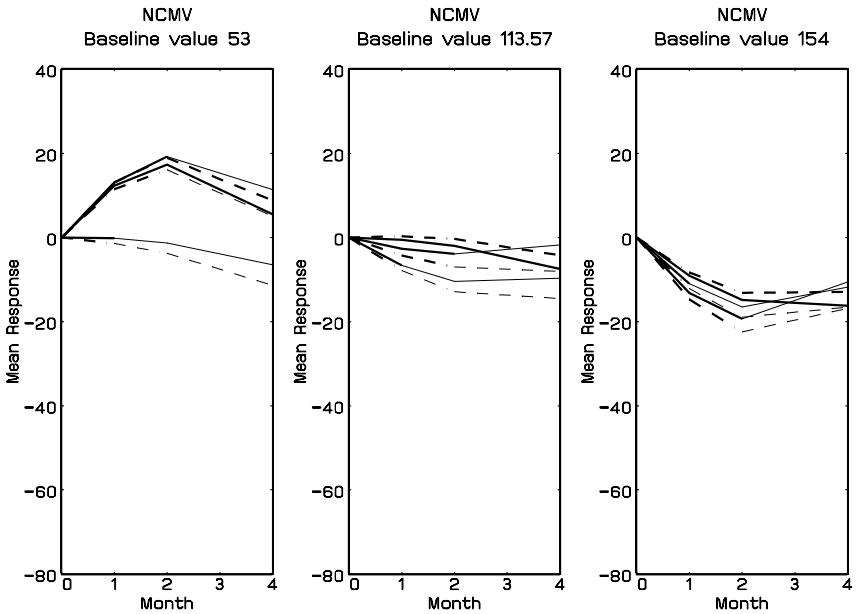 NCMV
Baseline value 53
40
20
0
−20
−40
−60
−80
Mean Response
0 1 2 3 4
Month
NCMV
Baseline value 113.57
40
20
0
−20
−40
−60
−80
Mean Response
0 1 2 3 4
Month
NCMV
Baseline value 154
40
20
0
−20
−40
−60
−80
Mean Response
0 1 2 3 4
Month